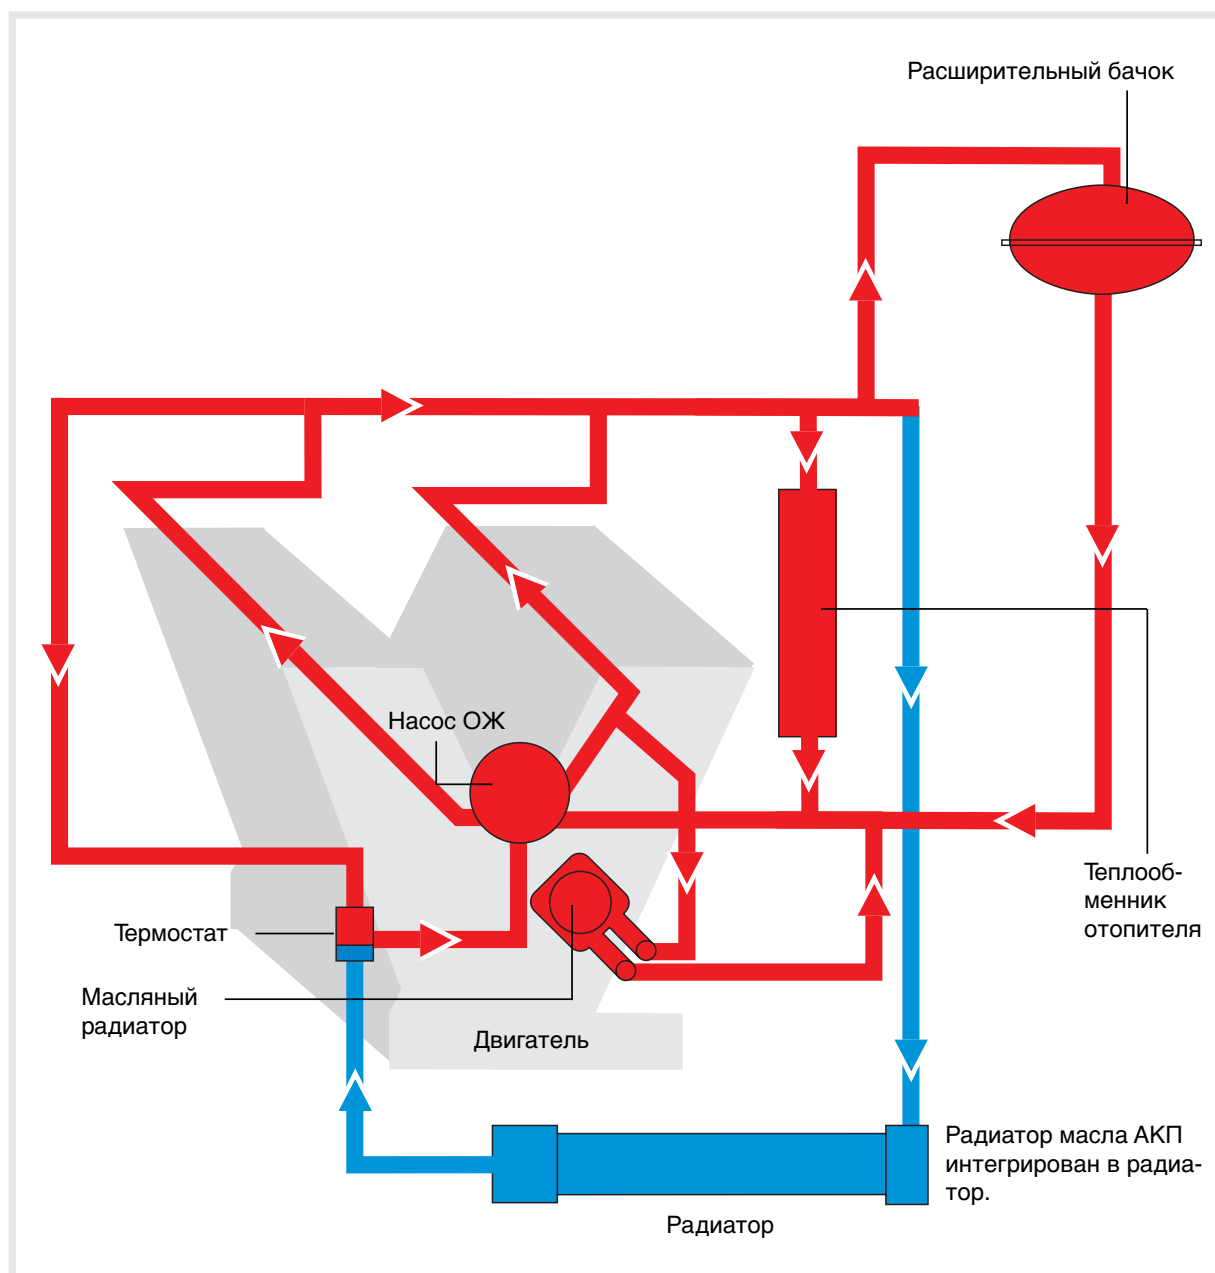 Расширительный бачок
Насос ОЖ
Теплооб-
менник
отопителя
Термостат
Масляный
радиатор
Двигатель
Радиатор масла АКП
интегрирован в радиа-
тор.
Радиатор